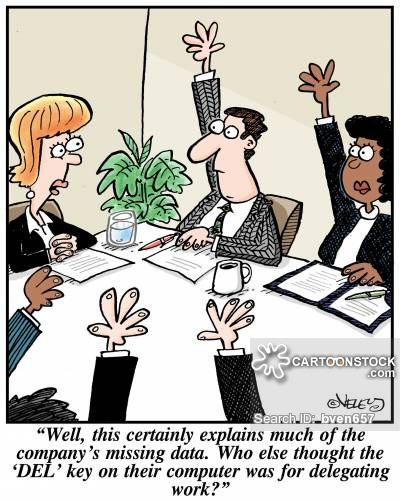 CARTOONSTOCK
.com
©VELEY
Search ID: bven657
“Well, this certainly explains much of the
company’s missing data. Who else thought the
‘DEL’ key on their computer was for delegating
work?”